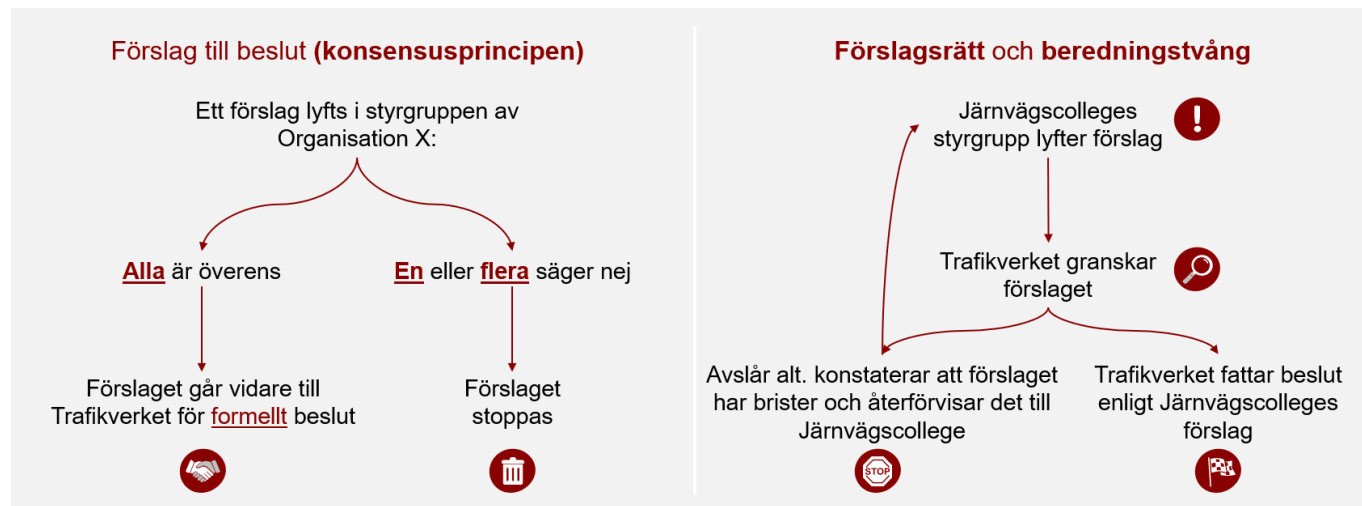 Förslag till beslut (konsensusprincipen)
Ett förslag lyfts i styrgruppen av
Organisation X:
Alla är överens
En eller flera säger nej
Förslaget går vidare till
Trafikverket för formellt beslut
Förslaget
stoppas
Förslagsrätt och beredningstvång
Järnvägscolleges
styrgrupp lyfter förslag
!
Trafikverket granskar
förslaget
Avslår alt. konstaterar att förslaget
har brister och återförvisar det till
Järnvägscollege
STOP
Trafikverket fattar beslut
enligt Järnvägscolleges
förslag